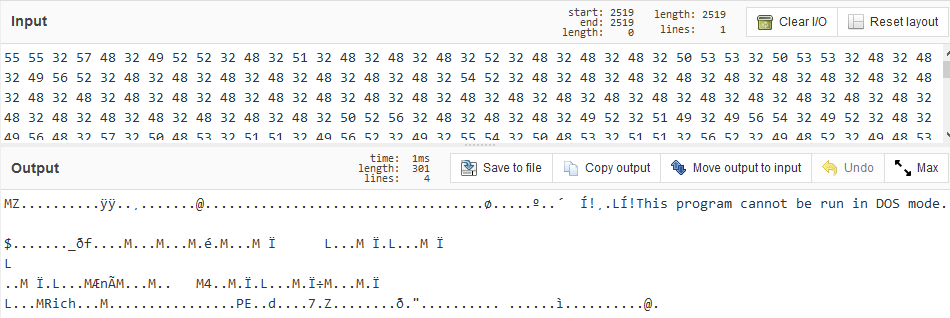 Input
start: 2519
end: 2519
length: 0
length: 2519
lines: 1
Clear I/O
Reset layout
55 55 32 57 48 32 49 52 52 32 48 32 51 32 48 32 48 32 48 32 52 32 48 32 48 32 48 32 50 53 53 32 50 53 53 32 48 32 48
32 49 56 52 32 48 32 48 32 48 32 48 32 48 32 48 32 48 32 54 52 32 48 32 48 32 48 32 48 32 48 32 48 32 48 32 48 32
48 32 48 32 48 32 48 32 48 32 48 32 48 32 48 32 48 32 48 32 48 32 48 32 48 32 48 32 48 32 48 32 48 32 48 32 48 32
48 32 48 32 48 32 48 32 48 32 48 32 48 32 50 52 56 32 48 32 48 32 48 32 48 32 49 52 32 51 49 32 49 56 54 32 49 52 32
49 56 48 32 57 32 50 48 53 32 51 51 32 49 56 52 32 49 32 55 54 32 50 48 53 32 51 51 32 56 52 32 49 48 52 32 49 48 53
Output
time: 1ms
length: 301
lines: 4
Save to file
Copy output
Move output to input
Undo
Max
MZ..........ÿÿ..¸.......@...................................ø.....º..´ Í!¸.LÍ!This program cannot be run in DOS mode.
$......._ðf....M...M...M.é.M...M Ï L...M Ï.L...M Ï
L
..M Ï.L...MÆnÃM...M.. M4..M.Ï.L...M.Ï÷M...M.Ï
L...MRich...M................PE..d....7.Z........ð.".......... ......ì..........@.